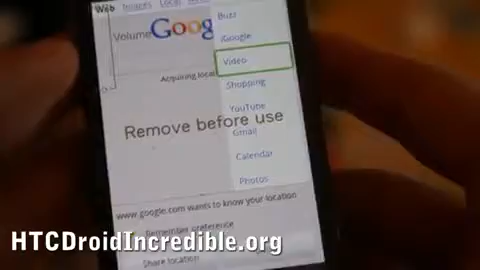 Web Images Local
Buzz
Volume Goog
iGoogle
Video
Acquiring locat
Shopping
YouTube
Remove before use
Gmail
Calendar
Photos
www.google.com wants to know your location
Remember preference
HTCDroidIncredible.org
Share location